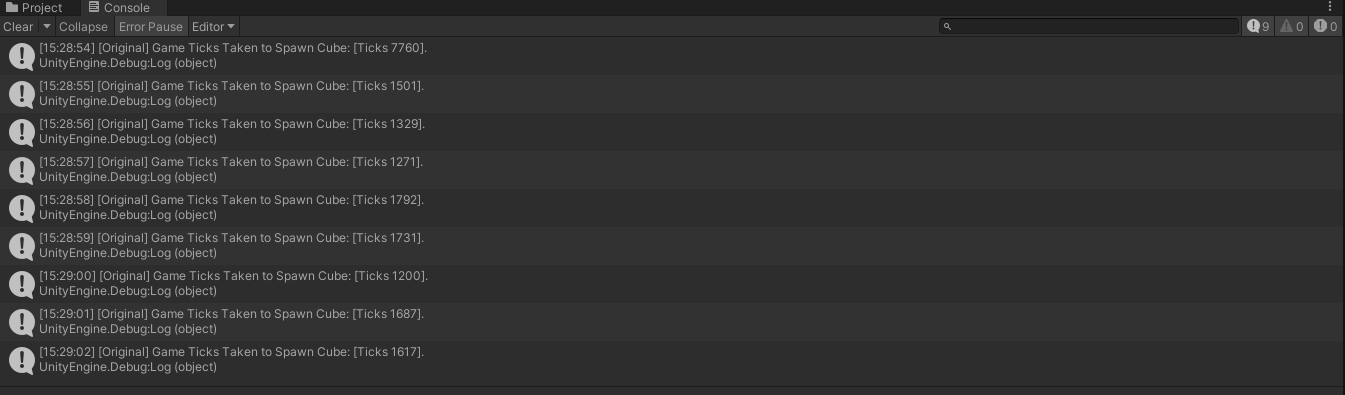 Project Console
Clear Collapse Error Pause Editor 9 0 0
[15:28:54] [Original] Game Ticks Taken to Spawn Cube: [Ticks 7760].
UnityEngine.Debug:Log (object)
[15:28:55] [Original] Game Ticks Taken to Spawn Cube: [Ticks 1501].
UnityEngine.Debug:Log (object)
[15:28:56] [Original] Game Ticks Taken to Spawn Cube: [Ticks 1329].
UnityEngine.Debug:Log (object)
[15:28:57] [Original] Game Ticks Taken to Spawn Cube: [Ticks 1271].
UnityEngine.Debug:Log (object)
[15:28:58] [Original] Game Ticks Taken to Spawn Cube: [Ticks 1792].
UnityEngine.Debug:Log (object)
[15:28:59] [Original] Game Ticks Taken to Spawn Cube: [Ticks 1731].
UnityEngine.Debug:Log (object)
[15:29:00] [Original] Game Ticks Taken to Spawn Cube: [Ticks 1200].
UnityEngine.Debug:Log (object)
[15:29:01] [Original] Game Ticks Taken to Spawn Cube: [Ticks 1687].
UnityEngine.Debug:Log (object)
[15:29:02] [Original] Game Ticks Taken to Spawn Cube: [Ticks 1617].
UnityEngine.Debug:Log (object)